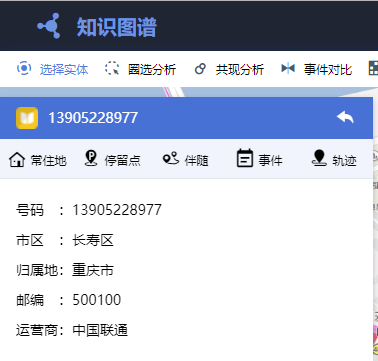 知识图谱
选择实体 圈选分析 共现分析 事件对比
13905228977
常住地 停留点 伴随 事件 轨迹
号码 ：13905228977
市区 ：长寿区
归属地：重庆市
邮编 ：500100
运营商：中国联通